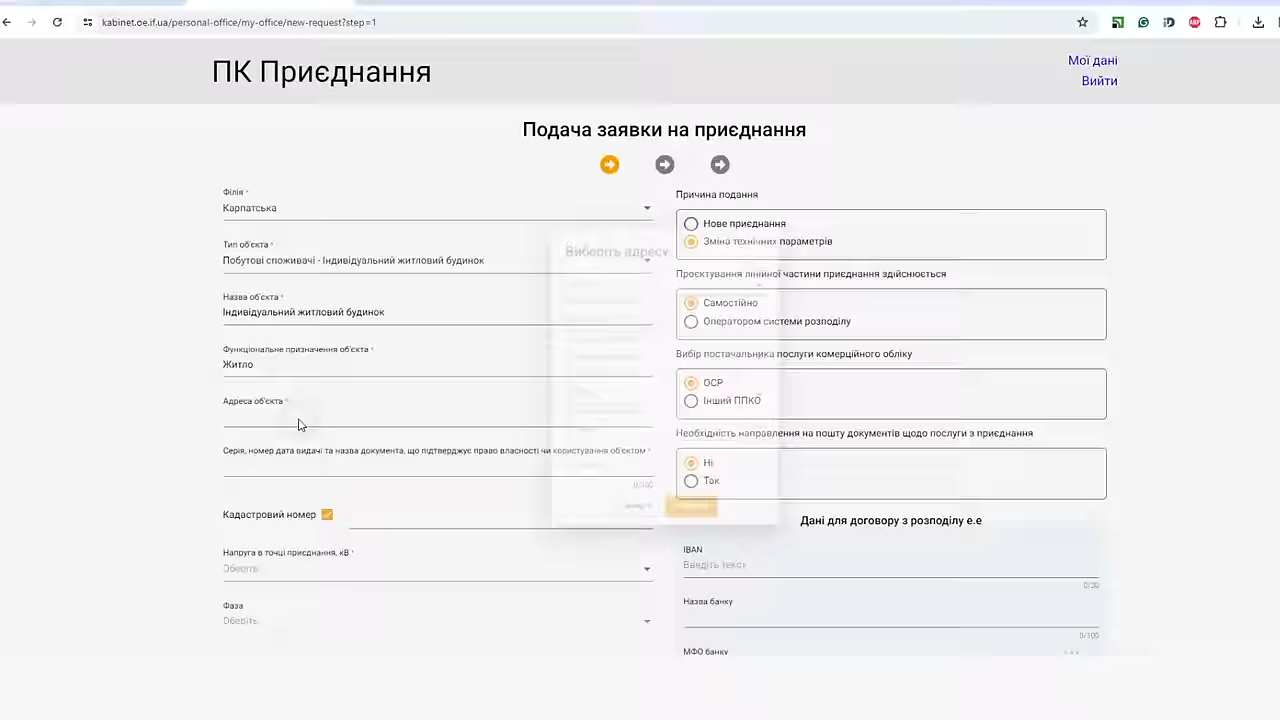 kabinet.oe.if.ua/personal-office/my-office/new-request?step=1
ПК Приєднання
Мої дані
Вийти
Подача заявки на приєднання
Філія *
Карпатська
Тип об'єкта *
Побутові споживачі - Індивідуальний житловий будинок
Назва об'єкта *
Індивідуальний житловий будинок
Функціональне призначення об'єкта *
Житло
Адреса об'єкта *
Серія, номер дата видачі та назва документа, що підтверджує право власності чи користування об'єктом *
Кадастровий номер
Напруга в точці приєднання, кВ *
Оберіть
Фаза
Оберіть
Виберіть адресу
Причина подання
Нове приєднання
Зміна технічних параметрів
Проєктування лінійної частини приєднання здійснюється
Самостійно
Оператором системи розподілу
Вибір постачальника послуги комерційного обліку
ОСР
Інший ППКО
Необхідність направлення на пошту документів щодо послуги з приєднання
Ні
Так
Дані для договору з розподілу е.е
IBAN
Введіть текст
0/30
Назва банку
0/100
МФО банку